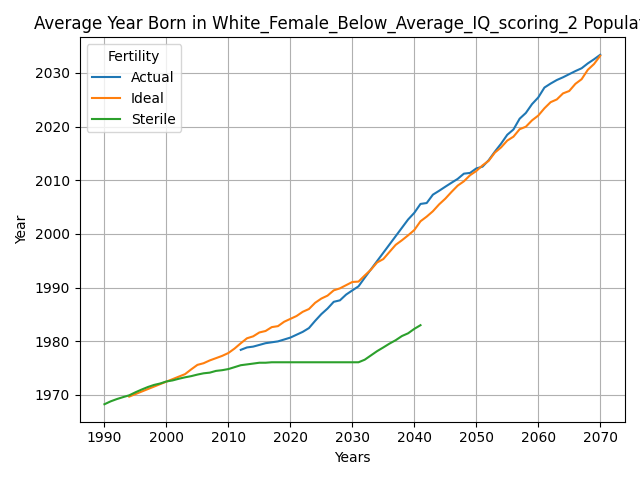 Average Year Born in White_Female_Below_Average_IQ_scoring_2 Populat
Fertility
Actual
Ideal
Sterile
2030
2020
2010
2000
1990
1980
1970
Year
1990 2000 2010 2020 2030 2040 2050 2060 2070
Years